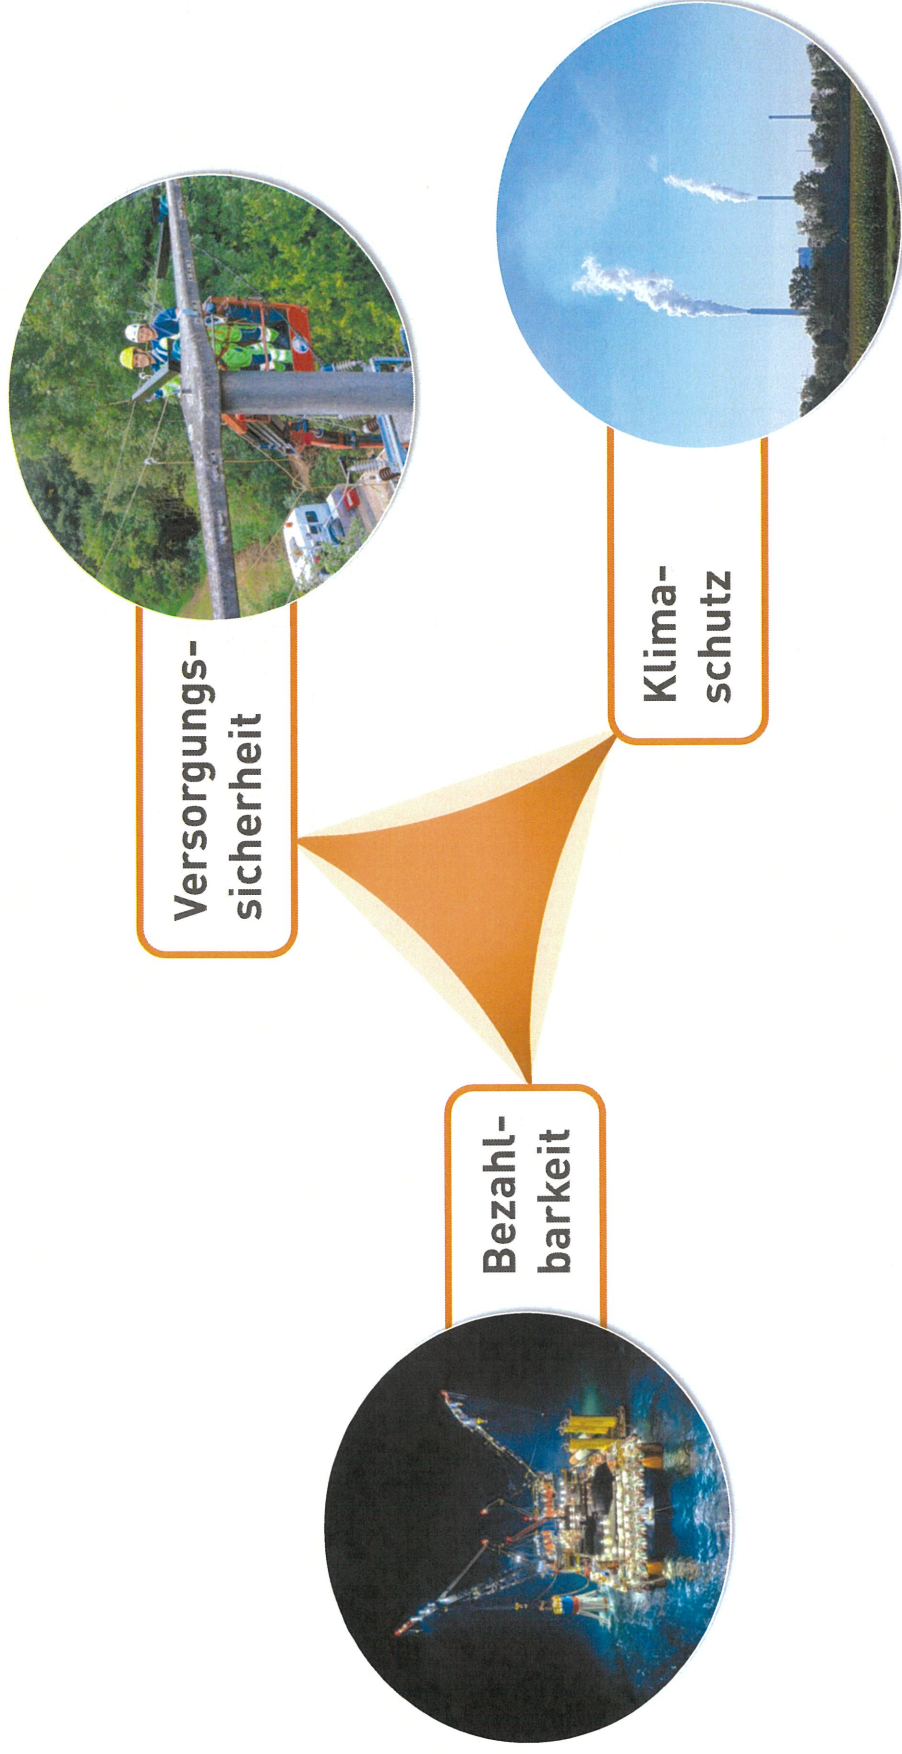 Versorgungs-
sicherheit
Bezahl-
barkeit
Klima-
schutz